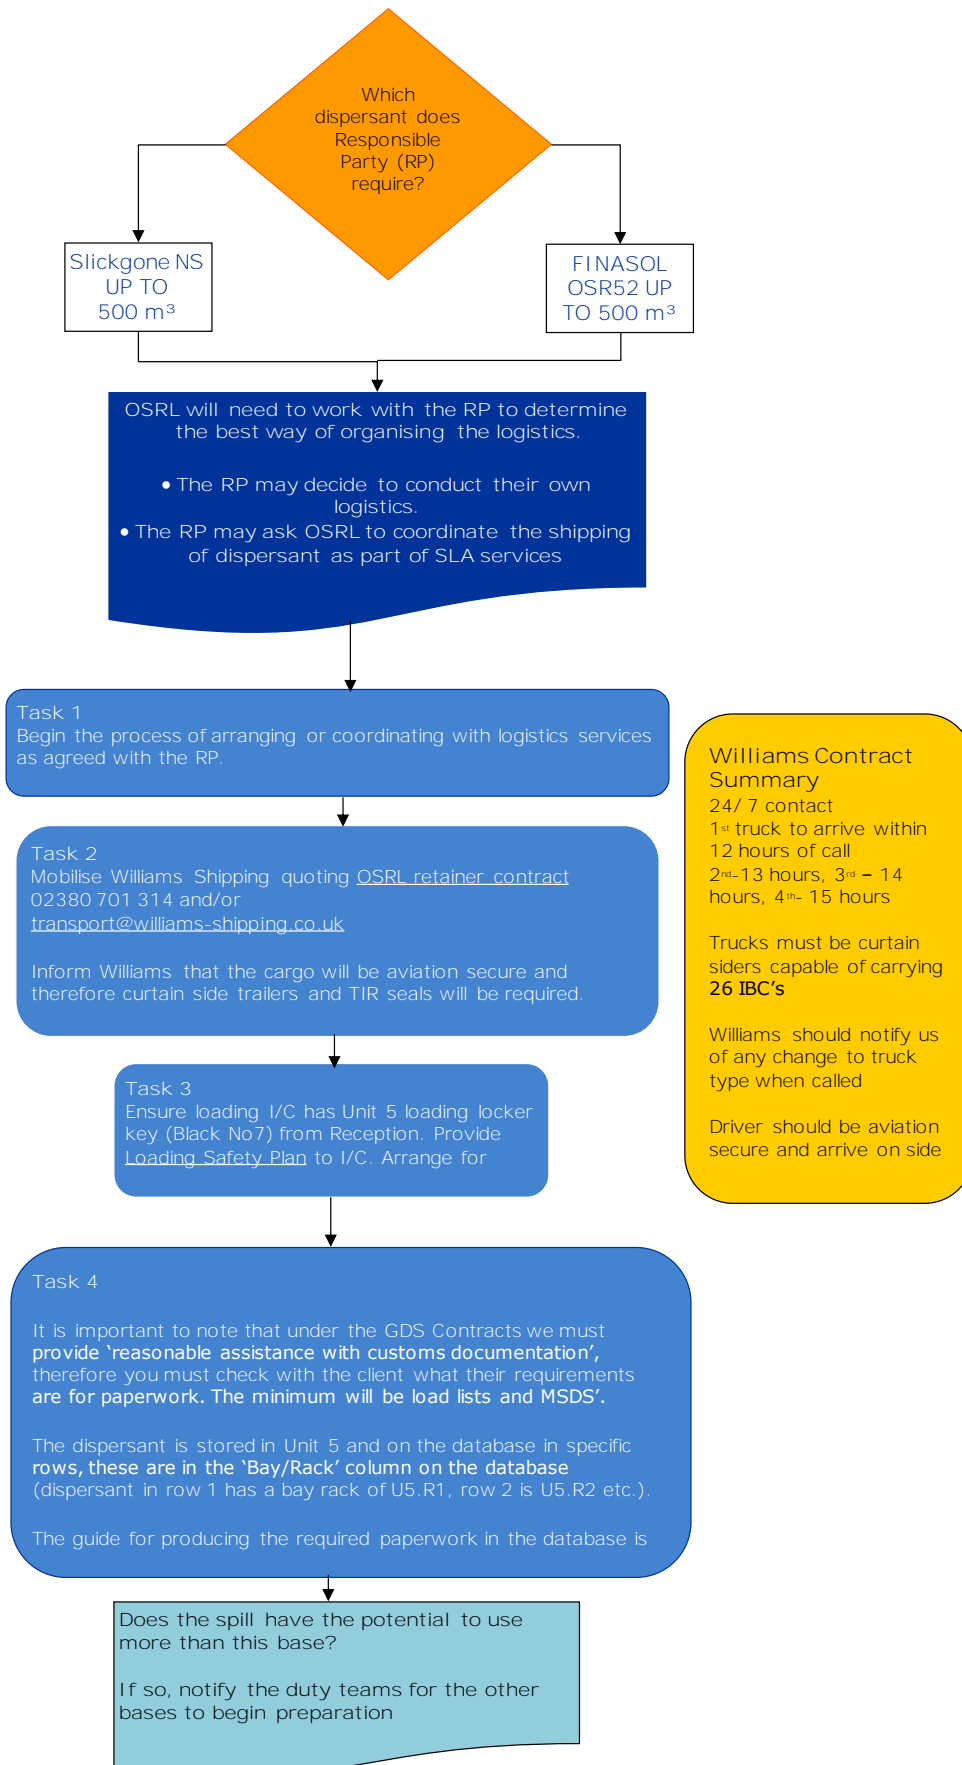 Which
dispersant does
Responsible
Party (RP)
require?
Slickgone NS
UP TO
500 m³
FINASOL
OSR52 UP
TO 500 m³
OSRL will need to work with the RP to determine
the best way of organising the logistics.
• The RP may decide to conduct their own
logistics.
• The RP may ask OSRL to coordinate the shipping
of dispersant as part of SLA services
Task 1
Begin the process of arranging or coordinating with logistics services
as agreed with the RP.
Task 2
Mobilise Williams Shipping quoting OSRL retainer contract
02380 701 314 and/or
transport@williams-shipping.co.uk
Inform Williams that the cargo will be aviation secure and
therefore curtain side trailers and TIR seals will be required.
Task 3
Ensure loading I/C has Unit 5 loading locker
key (Black No7) from Reception. Provide
Loading Safety Plan to I/C. Arrange for
Williams Contract
Summary
24/7 contact
1st truck to arrive within
12 hours of call
2nd-13 hours, 3rd – 14
hours, 4th- 15 hours
Trucks must be curtain
siders capable of carrying
26 IBC's
Williams should notify us
of any change to truck
type when called
Driver should be aviation
secure and arrive on side
Task 4
It is important to note that under the GDS Contracts we must
provide ‘reasonable assistance with customs documentation’,
therefore you must check with the client what their requirements
are for paperwork. The minimum will be load lists and MSDS’.
The dispersant is stored in Unit 5 and on the database in specific
rows, these are in the ‘Bay/Rack’ column on the database
(dispersant in row 1 has a bay rack of U5.R1, row 2 is U5.R2 etc.).
The guide for producing the required paperwork in the database is
Does the spill have the potential to use
more than this base?
If so, notify the duty teams for the other
bases to begin preparation